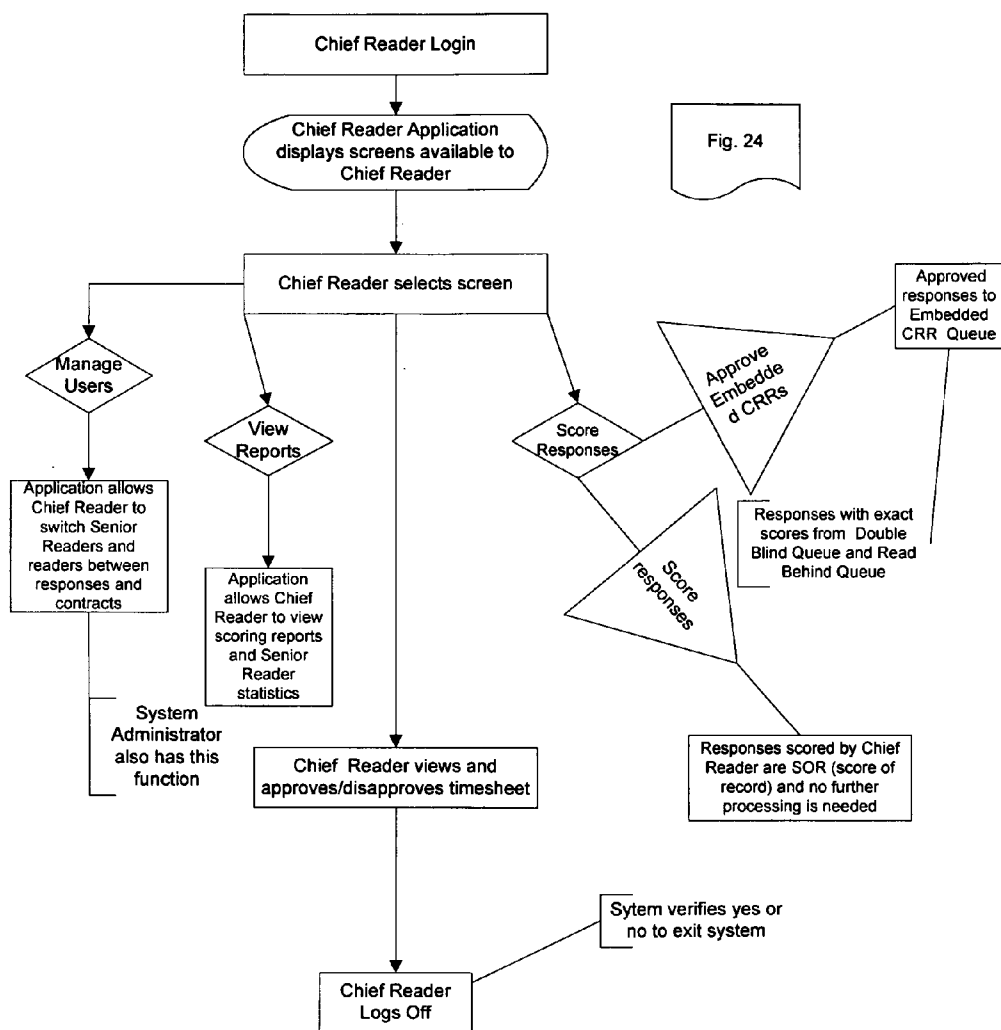 Chief Reader Login
Chief Reader Application
displays screens available to
Chief Reader
Fig. 24
Chief Reader selects screen
Approved
responses to
Embedded
CRR Queue
Manage
Users
View
Reports
Score
Responses
Approve
Embedde
d CRRs
Application allows
Chief Reader to
switch Senior
Readers and
readers between
responses and
contracts
Application
allows Chief
Reader to view
scoring reports
and Senior
Reader
statistics
Responses with exact
scores from Double
Blind Queue and Read
Behind Queue
Score
responses
System
Administrator
also has this
function
Chief Reader views and
approves/disapproves timesheet
Responses scored by Chief
Reader are SOR (score of
record) and no further
processing is needed
Sytem verifies yes or
no to exit system
Chief Reader
Logs Off